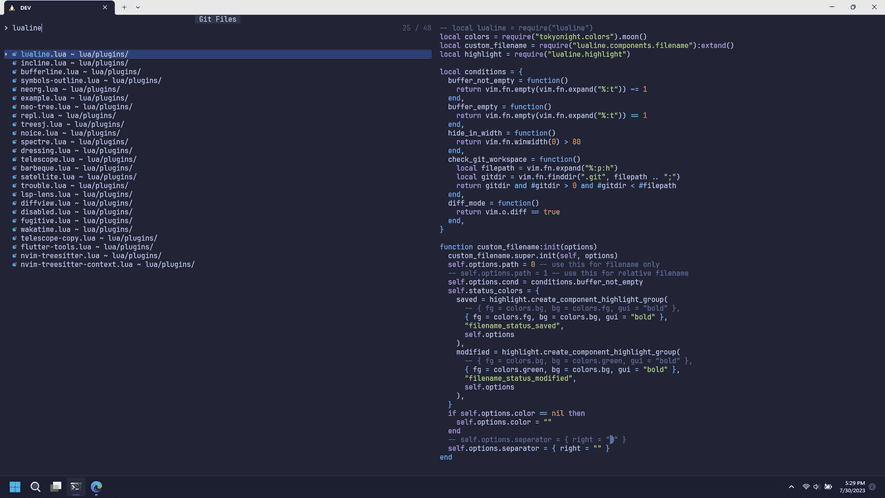 DEV
Git Files
> lualine
25 / 48
lualine.lua ~ lua/plugins/
incline.lua ~ lua/plugins/
bufferline.lua ~ lua/plugins/
symbols-outline.lua ~ lua/plugins/
neorg.lua ~ lua/plugins/
example.lua ~ lua/plugins/
neo-tree.lua ~ lua/plugins/
repl.lua ~ lua/plugins/
treesj.lua ~ lua/plugins/
noice.lua ~ lua/plugins/
spectre.lua ~ lua/plugins/
dressing.lua ~ lua/plugins/
telescope.lua ~ lua/plugins/
barbeque.lua ~ lua/plugins/
satellite.lua ~ lua/plugins/
trouble.lua ~ lua/plugins/
lsp-lens.lua ~ lua/plugins/
diffview.lua ~ lua/plugins/
disabled.lua ~ lua/plugins/
fugitive.lua ~ lua/plugins/
wakatime.lua ~ lua/plugins/
telescope-copy.lua ~ lua/plugins/
flutter-tools.lua ~ lua/plugins/
nvim-treesitter.lua ~ lua/plugins/
nvim-treesitter-context.lua ~ lua/plugins/
-- local lualine = require("lualine")
local colors = require("tokyonight.colors").moon()
local custom_filename = require("lualine.components.filename"):extend()
local highlight = require("lualine.highlight")
local conditions = {
buffer_not_empty = function()
return vim.fn.empty(vim.fn.expand("%:t")) ~= 1
end,
buffer_empty = function()
return vim.fn.empty(vim.fn.expand("%:t")) == 1
end,
hide_in_width = function()
return vim.fn.winwidth(0) > 80
end,
check_git_workspace = function()
local filepath = vim.fn.expand("%:p:h")
local gitdir = vim.fn.finddir(".git", filepath .. ";")
return gitdir and #gitdir > 0 and #gitdir < #filepath
end,
diff_mode = function()
return vim.o.diff == true
end,
}
function custom_filename:init(options)
custom_filename.super.init(self, options)
self.options.path = 0 -- use this for filename only
-- self.options.path = 1 -- use this for relative filename
self.options.cond = conditions.buffer_not_empty
self.status_colors = {
saved = highlight.create_component_highlight_group(
-- { fg = colors.bg, bg = colors.fg, gui = "bold" },
{ fg = colors.fg, bg = colors.bg, gui = "bold" },
"filename_status_saved",
self.options
),
modified = highlight.create_component_highlight_group(
-- { fg = colors.bg, bg = colors.green, gui = "bold" },
{ fg = colors.green, bg = colors.bg, gui = "bold" },
"filename_status_modified",
self.options
),
}
if self.options.color == nil then
self.options.color = ""
end
-- self.options.separator = { right = "" }
self.options.separator = { right = "" }
end
5:29 PM
7/30/2023